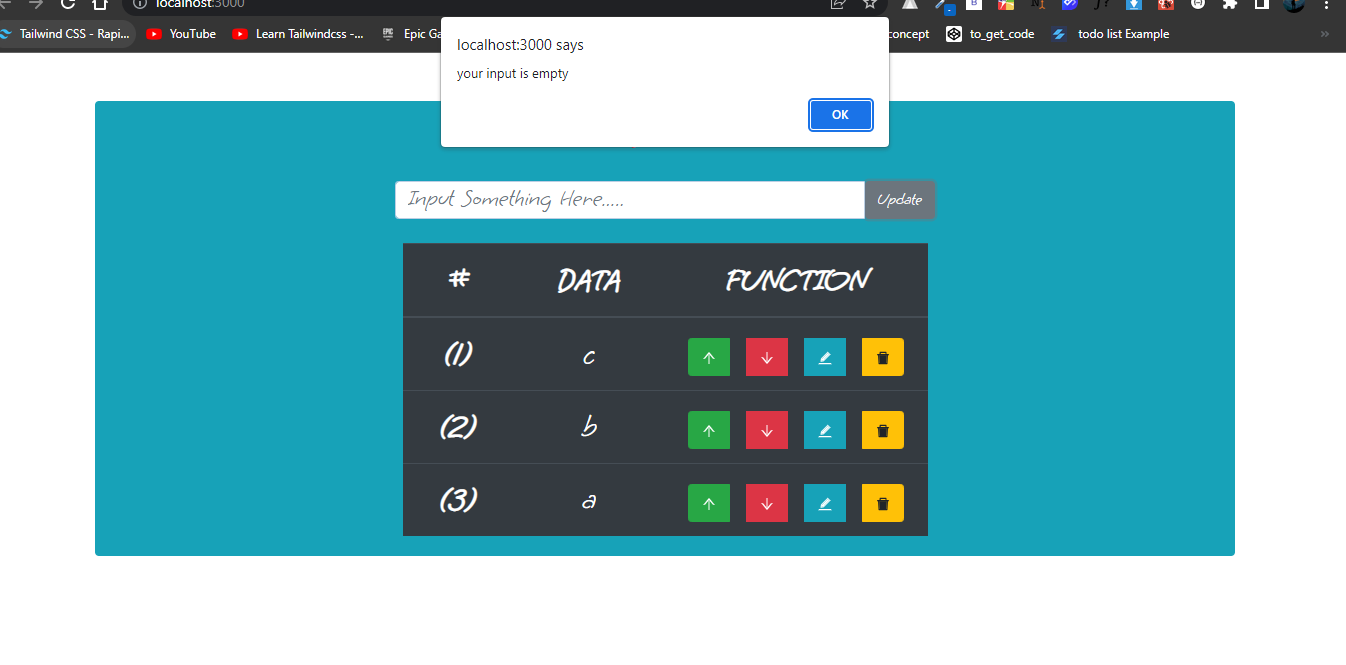 localhost:3000
Tailwind CSS - Rapi... YouTube Learn Tailwindcss -... Epic Ga concept to_get_code todo list Example »
localhost:3000 says
your input is empty
OK
Input Something Here..... Update
# DATA FUNCTION
(1) c
(2) b
(3) a